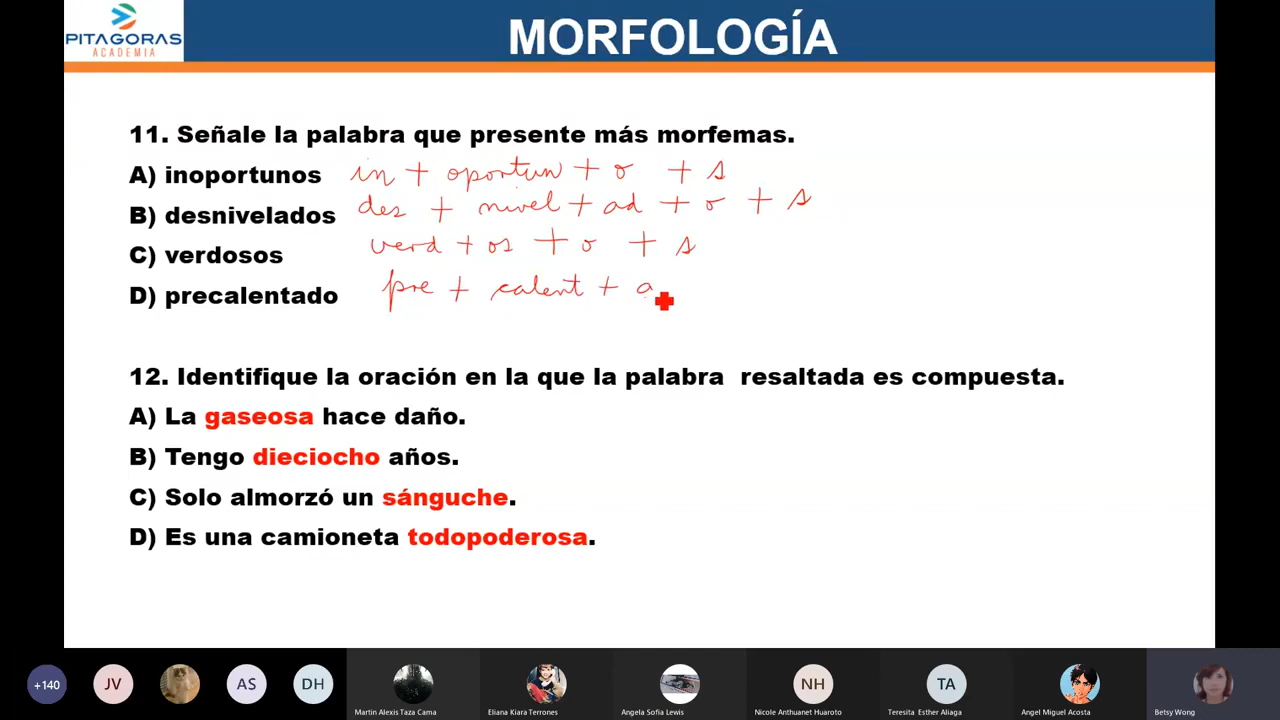 PITAGORAS
ACADEMIA
MORFOLOGÍA
11. Señale la palabra que presente más morfemas.
A) inoportunos in + oportun + o + s
B) desnivelados des + nivel + ad + o + s
C) verdosos verd + os + o + s
D) precalentado pre + calent + a
12. Identifique la oración en la que la palabra resaltada es compuesta.
A) La gaseosa hace daño.
B) Tengo dieciocho años.
C) Solo almorzó un sánguche.
D) Es una camioneta todopoderosa.
+140 JV AS DH NH TA
Martin Alexis Taza Cama Eliana Kiara Terrones Angela Sofia Lewis Nicole Anthuanet Huaroto Teresita Esther Aliaga Angel Miguel Acosta Betsy Wong